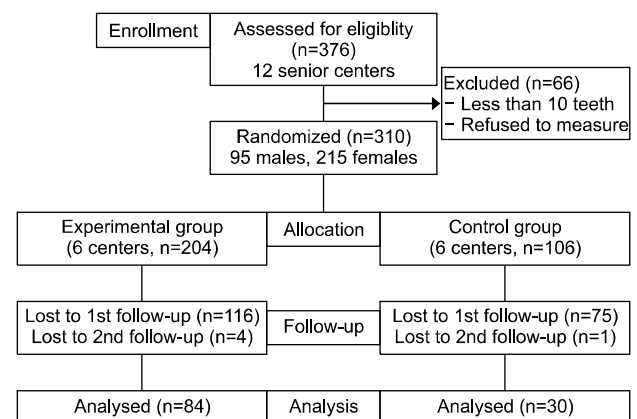 Enrollment
Assessed for eligiblity
(n=376)
12 senior centers
Excluded (n=66)
– Less than 10 teeth
– Refused to measure
Randomized (n=310)
95 males, 215 females
Experimental group
(6 centers, n=204)
Allocation
Control group
(6 centers, n=106)
Lost to 1st follow-up (n=116)
Lost to 2nd follow-up (n=4)
Follow-up
Lost to 1st follow-up (n=75)
Lost to 2nd follow-up (n=1)
Analysed (n=84)
Analysis
Analysed (n=30)